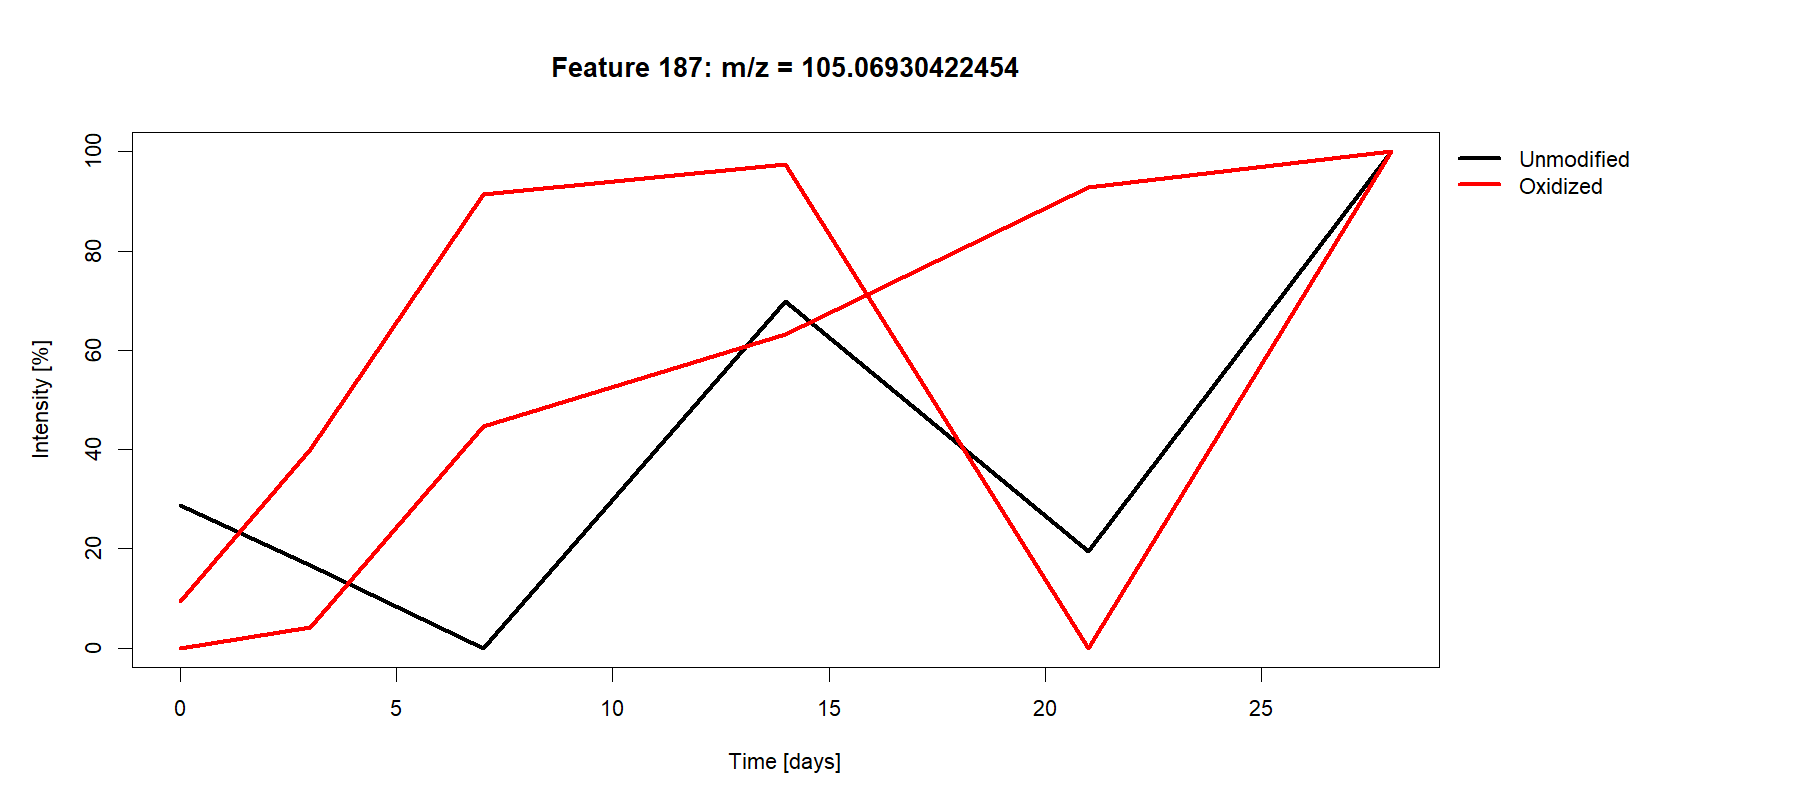 Feature 187: m/z = 105.06930422454
Unmodified
Oxidized
Intensity [%]
100
80
60
40
20
0
0 5 10 15 20 25
Time [days]